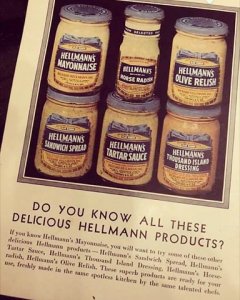 HELLMANN'S
MAYONNAISE
HELLMANN'S
HORSE RADISH
HELLMANN'S
OLIVE RELISH
HELLMANN'S
SANDWICH SPREAD
HELLMANN'S
TARTAR SAUCE
HELLMANN'S
THOUSAND ISLAND
DRESSING
DO YOU KNOW ALL THESE
DELICIOUS HELLMANN PRODUCTS?
If you know Hellmann's Mayonnaise, you will want to try some of these other
delicious Hellmann products— Hellmann's Sandwich Spread, Hellmann's
Tartar Sauce, Hellmann's Thousand Island Dressing, Hellmann's Horse-
radish, Hellmann's Olive Relish. These superb products are ready for your
use, freshly made in the same spotless kitchen by the same talented chefs.